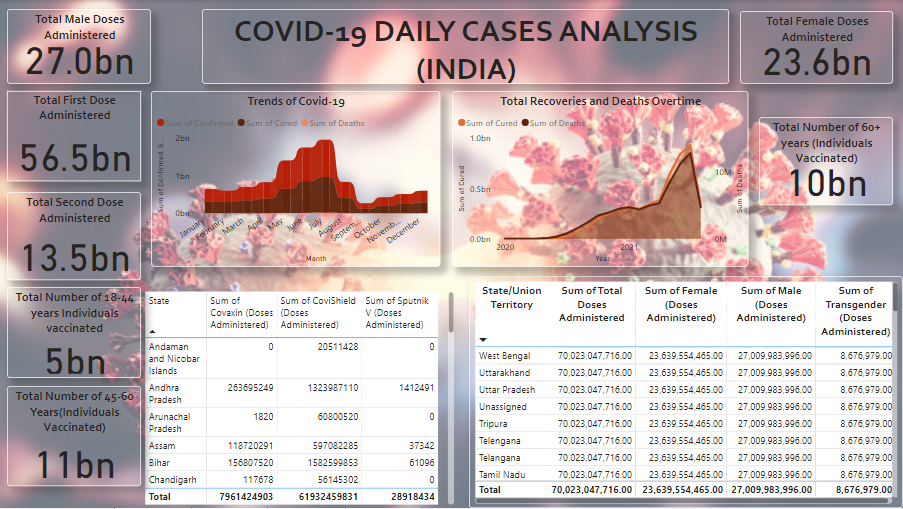 Total Male Doses
Administered
27.0bn
COVID-19 DAILY CASES ANALYSIS
(INDIA)
Total Female Doses
Administered
23.6bn
Total First Dose
Administered
56.5bn
Total Second Dose
Administered
13.5bn
Total Number of 18-44
years Individuals
vaccinated
5bn
Total Number of 45-60
Years(Individuals
Vaccinated)
11bn
Trends of Covid-19
Sum of Confirmed Sum of Cured Sum of Deaths
Sum of Confirmed, S...
2bn
1bn
0bn
January
February
March
April
May
June
July
August
Septem...
October
Novemb...
December
Month
Total Recoveries and Deaths Overtime
Sum of Cured Sum of Deaths
Sum of Cured
1.0bn
0.5bn
0.0bn
10M
0M
Sum of Deaths
2020 2021
Year
Total Number of 60+
years (Individuals
Vaccinated)
10bn
State Sum of Covaxin (Doses Administered) Sum of CoviShield (Doses Administered) Sum of Sputnik V (Doses Administered)
Andaman and Nicobar Islands 0 20511428 0
Andhra Pradesh 263695249 1323987110 1412491
Arunachal Pradesh 1820 60800520 0
Assam 118720291 597082285 37342
Bihar 156807520 1582599853 61096
Chandigarh 117678 56145302 0
Total 7961424903 61932459831 28918434
State/Union Territory Sum of Total Doses Administered Sum of Female (Doses Administered) Sum of Male (Doses Administered) Sum of Transgender (Doses Administered)
West Bengal 70,023,047,716.00 23,639,554,465.00 27,009,983,996.00 8,676,979.00
Uttarakhand 70,023,047,716.00 23,639,554,465.00 27,009,983,996.00 8,676,979.00
Uttar Pradesh 70,023,047,716.00 23,639,554,465.00 27,009,983,996.00 8,676,979.00
Unassigned 70,023,047,716.00 23,639,554,465.00 27,009,983,996.00 8,676,979.00
Tripura 70,023,047,716.00 23,639,554,465.00 27,009,983,996.00 8,676,979.00
Telengana 70,023,047,716.00 23,639,554,465.00 27,009,983,996.00 8,676,979.00
Telangana 70,023,047,716.00 23,639,554,465.00 27,009,983,996.00 8,676,979.00
Tamil Nadu 70,023,047,716.00 23,639,554,465.00 27,009,983,996.00 8,676,979.00
Total 70,023,047,716.00 23,639,554,465.00 27,009,983,996.00 8,676,979.00